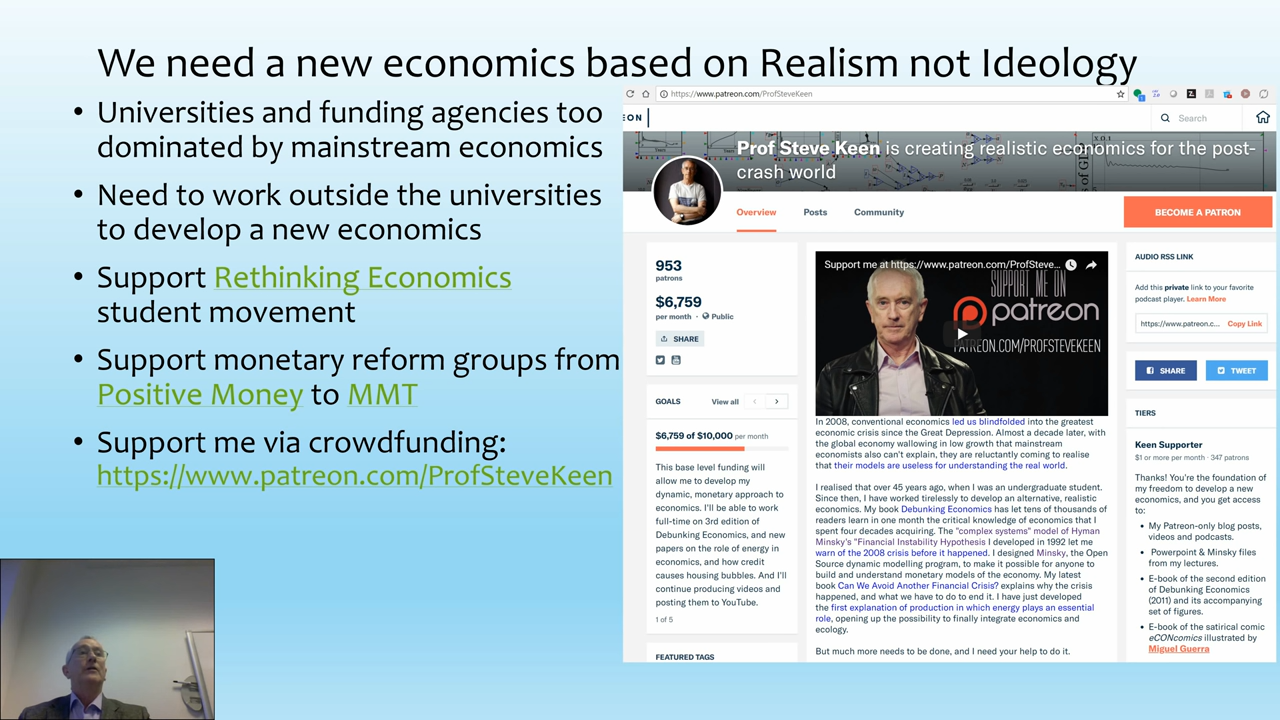 We need a new economics based on Realism not Ideology
• Universities and funding agencies too
dominated by mainstream economics
• Need to work outside the universities
to develop a new economics
• Support Rethinking Economics
student movement
• Support monetary reform groups from
Positive Money to MMT
• Support me via crowdfunding:
https://www.patreon.com/ProfSteveKeen
https://www.patreon.com/ProfSteveKeen
EON
Search
Prof Steve Keen is creating realistic economics for the post-
crash world
Overview Posts Community
BECOME A PATRON
953
patrons
$6,759
per month · Public
SHARE
GOALS View all
$6,759 of $10,000 per month
This base level funding will
allow me to develop my
dynamic, monetary approach to
economics. I'll be able to work
full-time on 3rd edition of
Debunking Economics, and new
papers on the role of energy in
economics, and how credit
causes housing bubbles. And I'll
continue producing videos and
posting them to YouTube.
1 of 5
FEATURED TAGS
Support me at https://www.patreon.com/ProfSteve...
SUPPORT ME ON
patreon
PATREON.COM/PROFSTEVEKEEN
In 2008, conventional economics led us blindfolded into the greatest
economic crisis since the Great Depression. Almost a decade later, with
the global economy wallowing in low growth that mainstream
economists also can't explain, they are reluctantly coming to realise
that their models are useless for understanding the real world.
I realised that over 45 years ago, when I was an undergraduate student.
Since then, I have worked tirelessly to develop an alternative, realistic
economics. My book Debunking Economics has let tens of thousands of
readers learn in one month the critical knowledge of economics that I
spent four decades acquiring. The "complex systems" model of Hyman
Minsky's "Financial Instability Hypothesis I developed in 1992 let me
warn of the 2008 crisis before it happened. I designed Minsky, the Open
Source dynamic modelling program, to make it possible for anyone to
build and understand monetary models of the economy. My latest
book Can We Avoid Another Financial Crisis? explains why the crisis
happened, and what we have to do to end it. I have just developed
the first explanation of production in which energy plays an essential
role, opening up the possibility to finally integrate economics and
ecology.
But much more needs to be done, and I need your help to do it.
AUDIO RSS LINK
Add this private link to your favorite
podcast player. Learn More
https://www.patreon.c... Copy Link
SHARE TWEET
TIERS
Keen Supporter
$1 or more per month · 347 patrons
Thanks! You're the foundation of
my freedom to develop a new
economics, and you get access
to:
• My Patreon-only blog posts,
videos and podcasts.
• Powerpoint & Minsky files
from my lectures.
• E-book of the second edition
of Debunking Economics
(2011) and its accompanying
set of figures.
• E-book of the satirical comic
eCONcomics illustrated by
Miguel Guerra